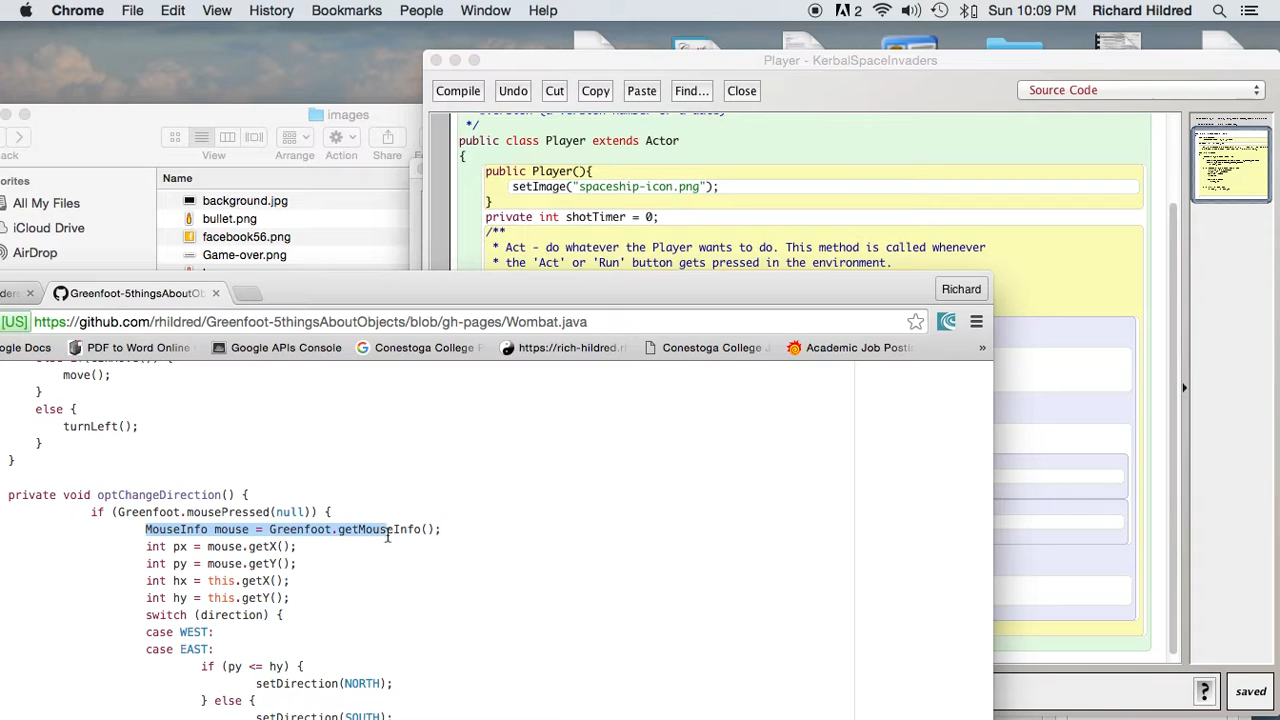 Chrome File Edit View History Bookmarks People Window Help 2 Sun 10:09 PM Richard Hildred
Player - KerbalSpaceInvaders
Compile Undo Cut Copy Paste Find... Close Source Code
images
View Arrange Action Share
Name
All My Files
iCloud Drive
AirDrop
background.jpg
bullet.png
facebook56.png
Game-over.png
*/
public class Player extends Actor
{
public Player(){
setImage("spaceship-icon.png");
}
private int shotTimer = 0;
/**
* Act - do whatever the Player wants to do. This method is called whenever
* the 'Act' or 'Run' button gets pressed in the environment.
Greenfoot-5thingsAboutOb Richard
[US] https://github.com/rhildred/Greenfoot-5thingsAboutObjects/blob/gh-pages/Wombat.java
ogle Docs PDF to Word Online Google APIs Console Conestoga College https://rich-hildred.m Conestoga College Academic Job Postin »
move();
}
else {
turnLeft();
}
}
private void optChangeDirection() {
if (Greenfoot.mousePressed(null)) {
MouseInfo mouse = Greenfoot.getMouseInfo();
int px = mouse.getX();
int py = mouse.getY();
int hx = this.getX();
int hy = this.getY();
switch (direction) {
case WEST:
case EAST:
if (py <= hy) {
setDirection(NORTH);
} else {
setDirection(SOUTH);
? saved